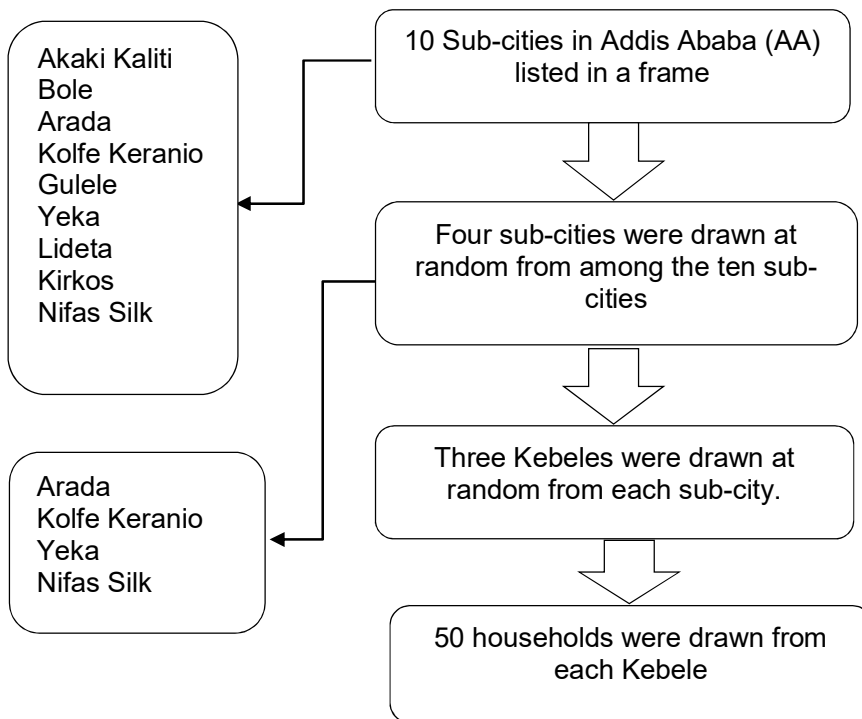 10 Sub-cities in Addis Ababa (AA)
listed in a frame
Akaki Kaliti
Bole
Arada
Kolfe Keranio
Gulele
Yeka
Lideta
Kirkos
Nifas Silk
Four sub-cities were drawn at
random from among the ten sub-
cities
Arada
Kolfe Keranio
Yeka
Nifas Silk
Three Kebeles were drawn at
random from each sub-city.
50 households were drawn from
each Kebele